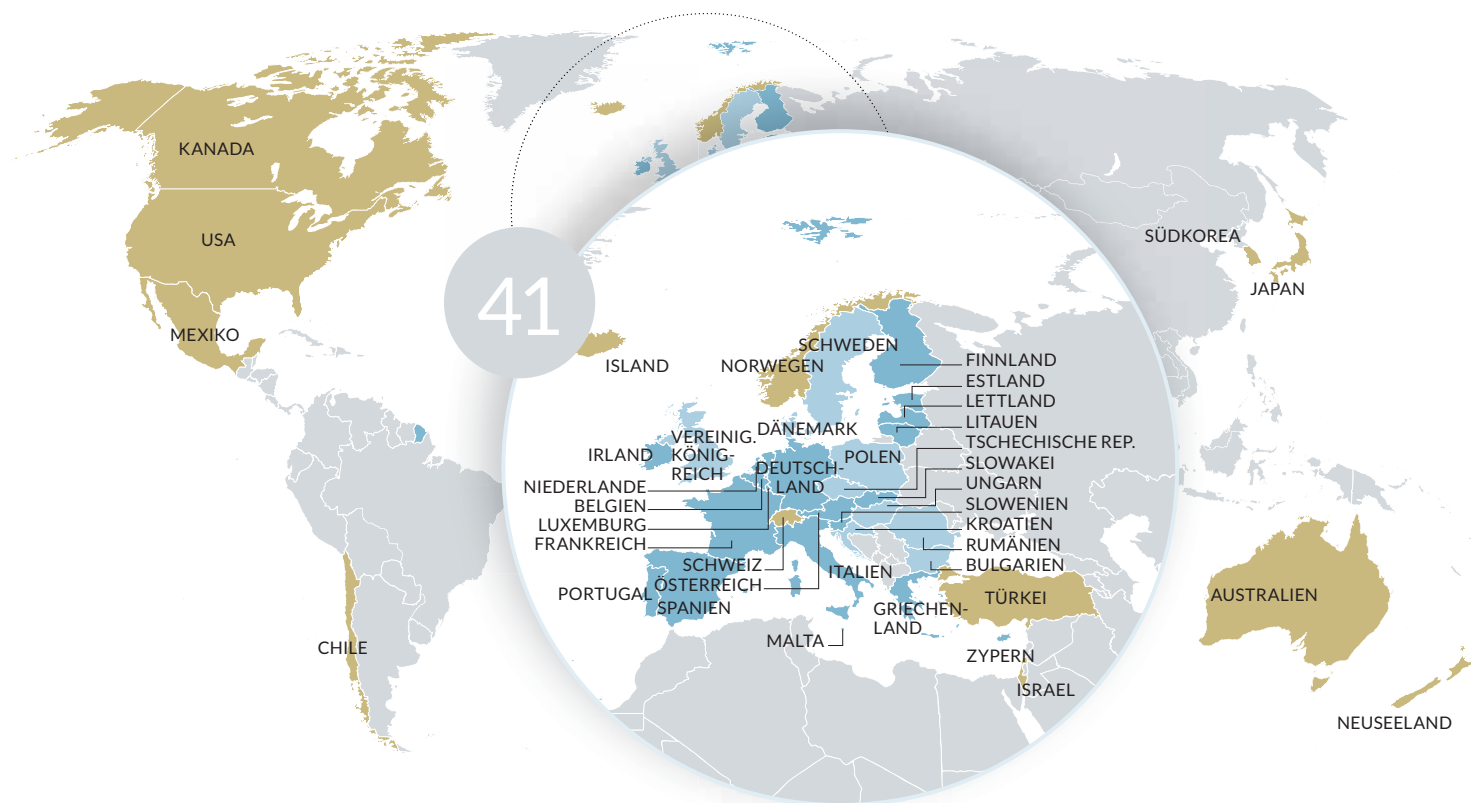 KANADA
USA
MEXIKO
CHILE
41
ISLAND
NORWEGEN
SCHWEDEN
FINNLAND
ESTLAND
LETTLAND
LITAUEN
TSCHECHISCHE REP.
SLOWAKEI
UNGARN
SLOWENIEN
KROATIEN
RUMÄNIEN
BULGARIEN
DÄNEMARK
VEREINIG.
KÖNIG-
REICH
IRLAND
POLEN
DEUTSCH-
LAND
NIEDERLANDE
BELGIEN
LUXEMBURG
FRANKREICH
SCHWEIZ
ÖSTERREICH
ITALIEN
PORTUGAL
SPANIEN
GRIECHEN-
LAND
MALTA
TÜRKEI
ZYPERN
ISRAEL
SÜDKOREA
JAPAN
AUSTRALIEN
NEUSEELAND